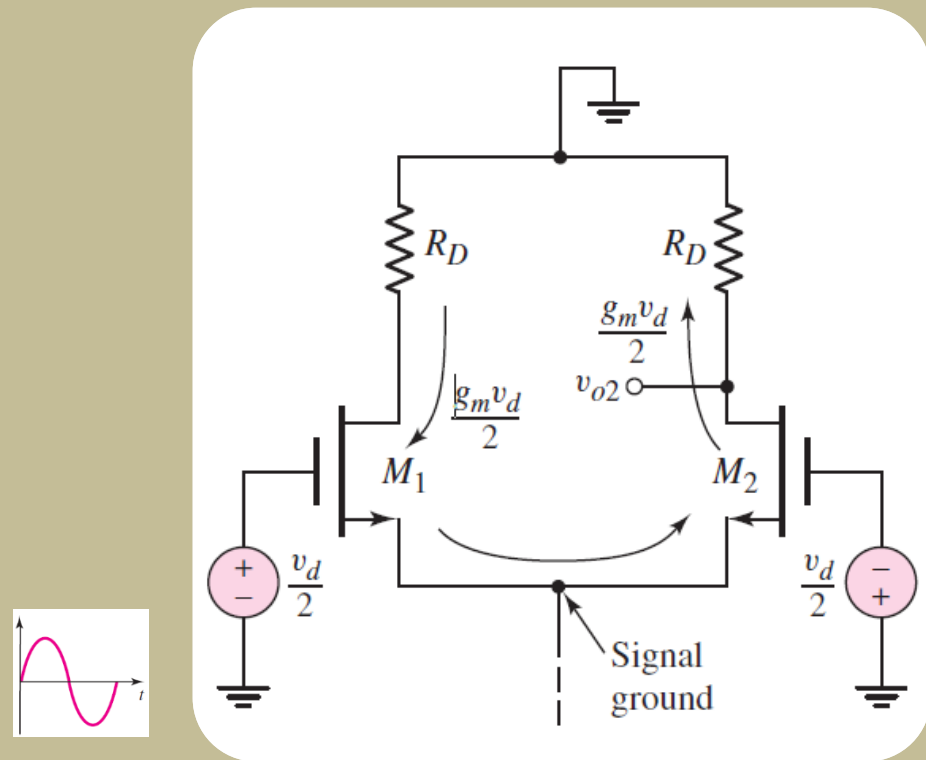 R_D
R_D
g_m v_d / 2
g_m v_d / 2
v_o2
M_1
M_2
+
−
v_d / 2
v_d / 2
−
+
Signal
ground
t